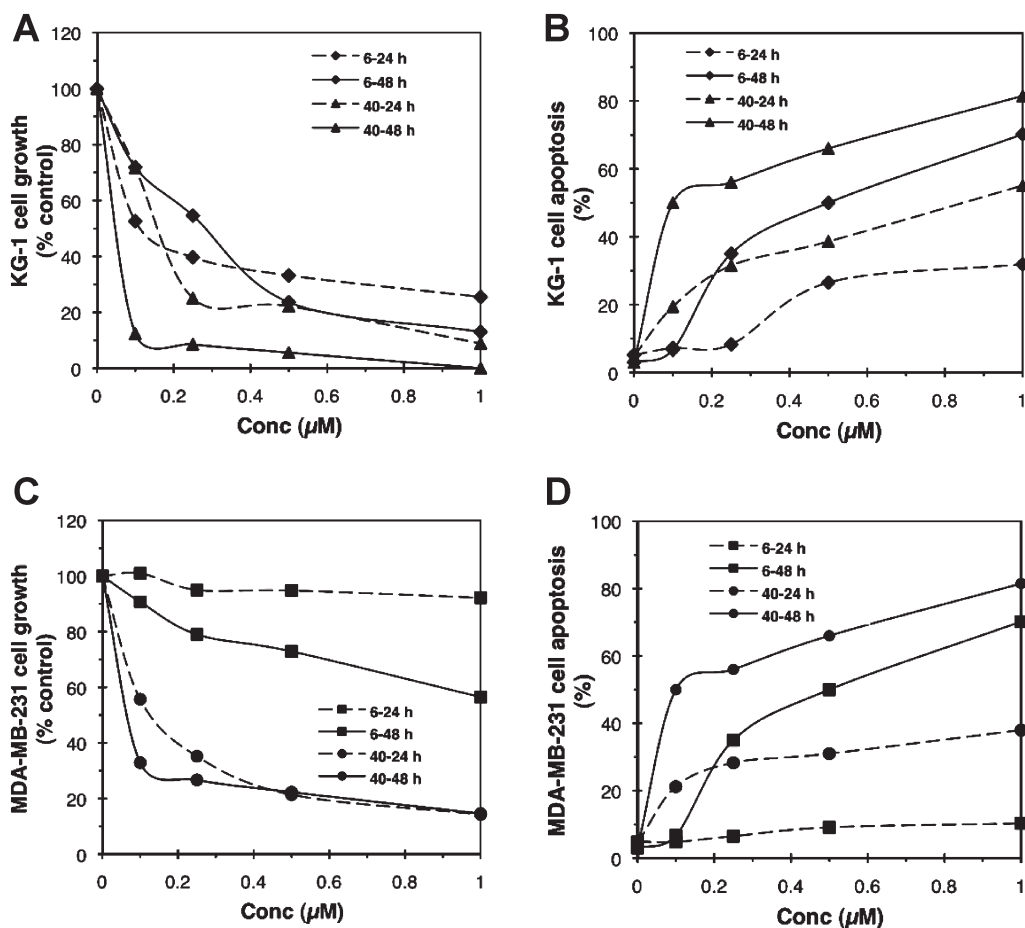 A
120
100
80
60
40
20
0
KG-1 cell growth
(% control)
6-24 h
6-48 h
40-24 h
40-48 h
0 0.2 0.4 0.6 0.8 1
Conc (µM)
B
100
80
60
40
20
0
KG-1 cell apoptosis
(%)
6-24 h
6-48 h
40-24 h
40-48 h
0 0.2 0.4 0.6 0.8 1
Conc (µM)
C
120
100
80
60
40
20
0
MDA-MB-231 cell growth
(% control)
6-24 h
6-48 h
40-24 h
40-48 h
0 0.2 0.4 0.6 0.8 1
Conc (µM)
D
100
80
60
40
20
0
MDA-MB-231 cell apoptosis
(%)
6-24 h
6-48 h
40-24 h
40-48 h
0 0.2 0.4 0.6 0.8 1
Conc (µM)